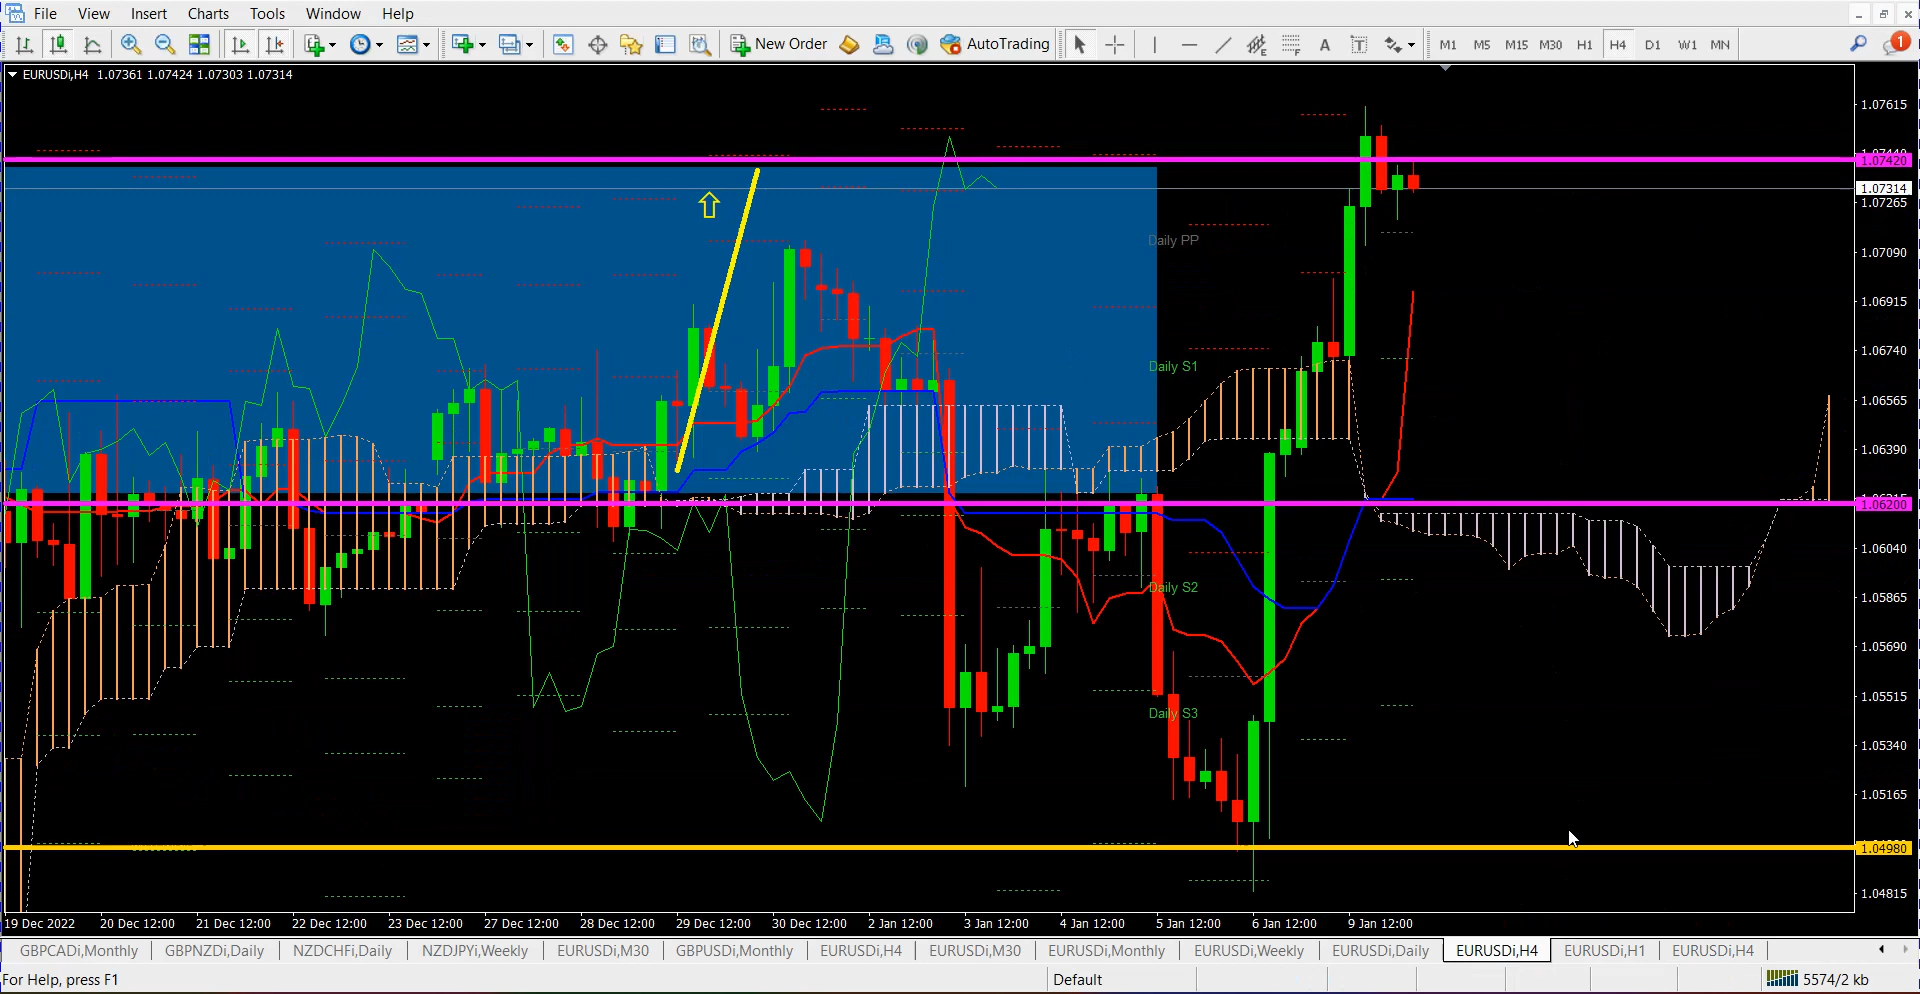 File View Insert Charts Tools Window Help
New Order AutoTrading E F A T M1 M5 M15 M30 H1 H4 D1 W1 MN 1
EURUSDi,H4 1.07361 1.07424 1.07303 1.07314
1.07615
1.07420
1.07314
1.07265
Daily PP
1.07090
1.06915
1.06740
Daily S1
1.06565
1.06390
1.06200
1.06040
Daily S2
1.05865
1.05690
Daily S3
1.05515
1.05340
1.05165
1.04980
1.04815
19 Dec 2022 20 Dec 12:00 21 Dec 12:00 22 Dec 12:00 23 Dec 12:00 27 Dec 12:00 28 Dec 12:00 29 Dec 12:00 30 Dec 12:00 2 Jan 12:00 3 Jan 12:00 4 Jan 12:00 5 Jan 12:00 6 Jan 12:00 9 Jan 12:00
GBPCADi,Monthly GBPNZDi,Daily NZDCHFi,Daily NZDJPYi,Weekly EURUSDi,M30 GBPUSDi,Monthly EURUSDi,H4 EURUSDi,M30 EURUSDi,Monthly EURUSDi,Weekly EURUSDi,Daily EURUSDi,H4 EURUSDi,H1 EURUSDi,H4
For Help, press F1 Default 5574/2 kb